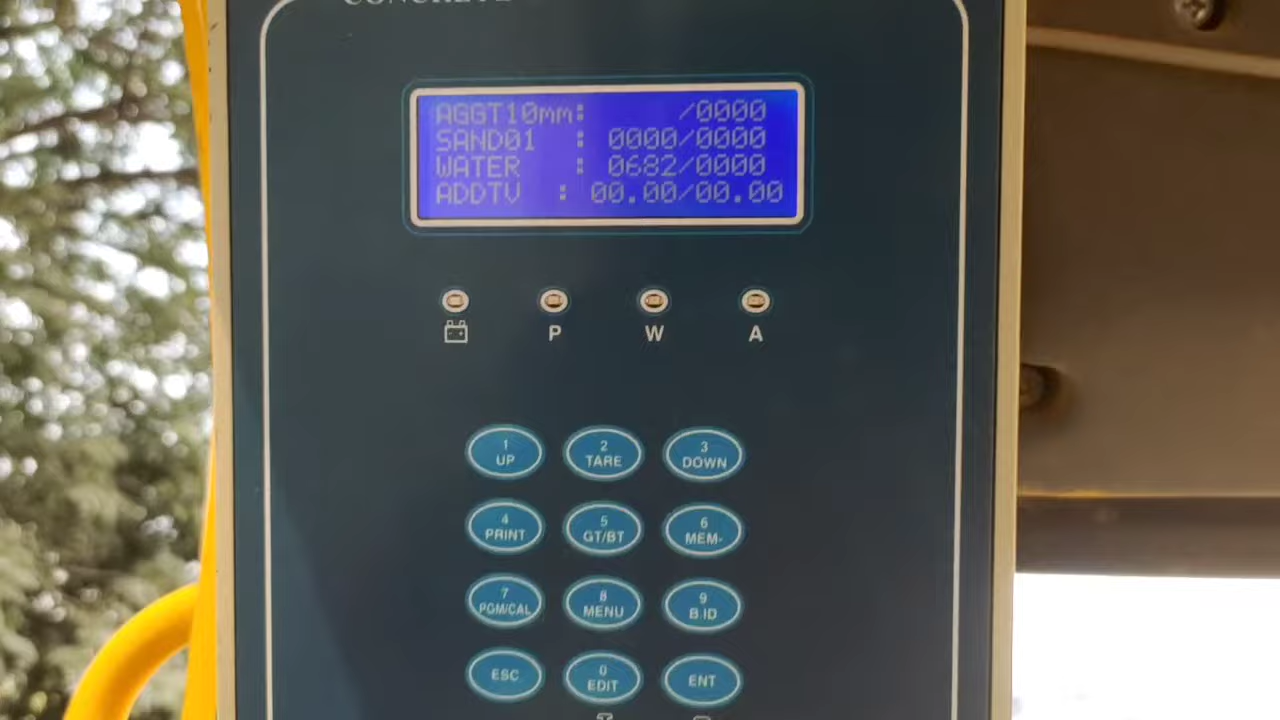 CONCRETE
AGGT10mm: /0000
SAND01 : 0000/0000
WATER : 0682/0000
ADDTV : 00.00/00.00
P W A
1 UP
2 TARE
3 DOWN
4 PRINT
5 GT/BT
6 MEM-
7 PGM/CAL
8 MENU
9 B.ID
ESC
0 EDIT
ENT